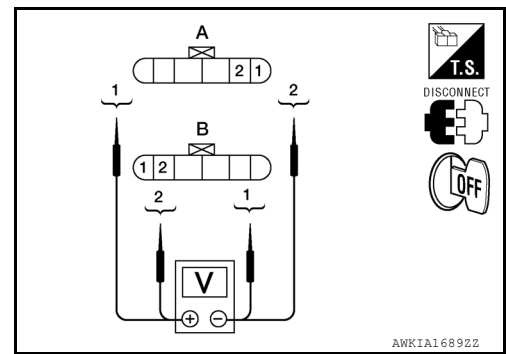 A
2 1
T.S.
1
2
DISCONNECT
B
1 2
OFF
2
1
V
+ −
AWKIA1689ZZ